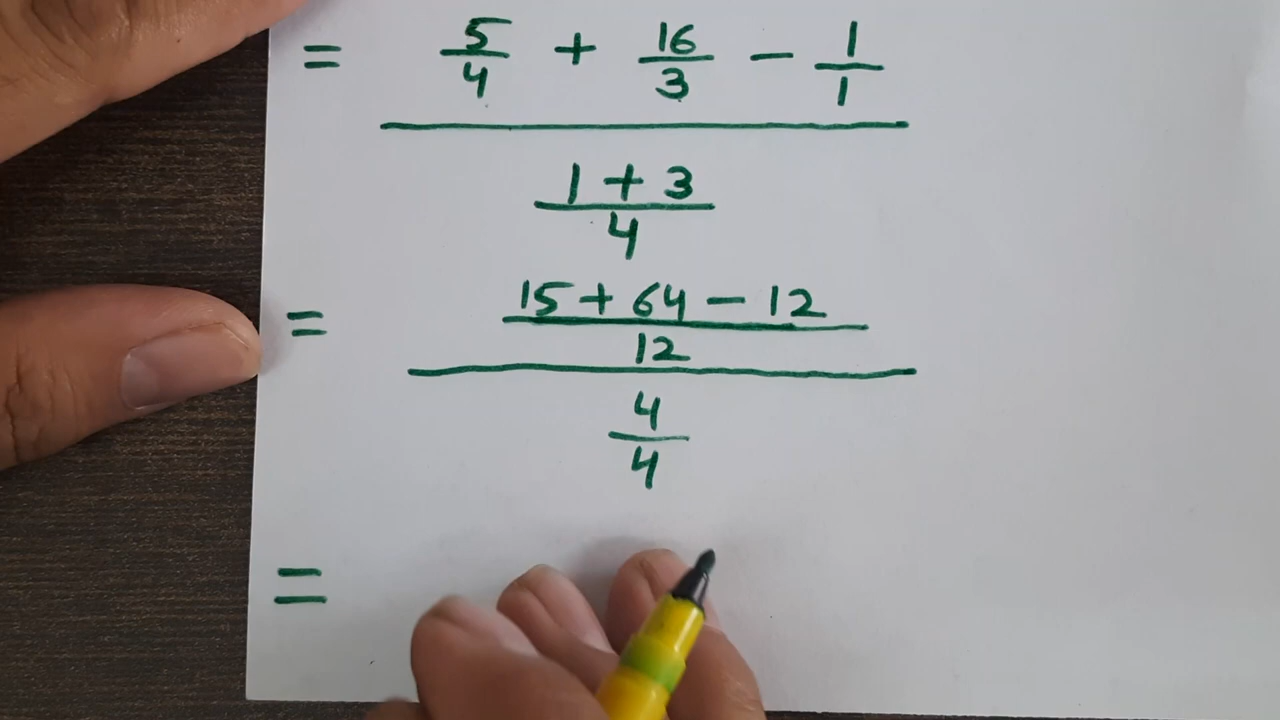 = 5/4 + 16/3 - 1/1
1 + 3
4
= 15 + 64 - 12
12
4
4
=